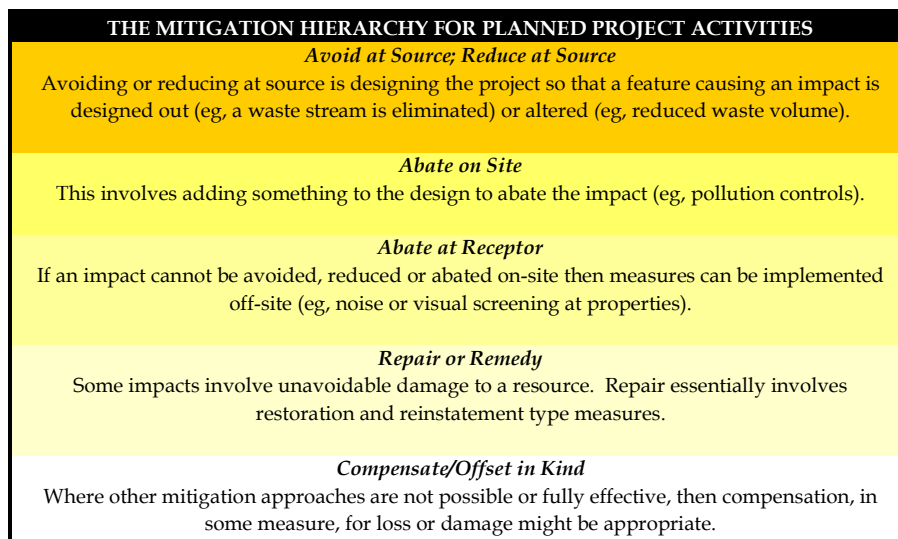 THE MITIGATION HIERARCHY FOR PLANNED PROJECT ACTIVITIES
Avoid at Source; Reduce at Source
Avoiding or reducing at source is designing the project so that a feature causing an impact is
designed out (eg, a waste stream is eliminated) or altered (eg, reduced waste volume).
Abate on Site
This involves adding something to the design to abate the impact (eg, pollution controls).
Abate at Receptor
If an impact cannot be avoided, reduced or abated on-site then measures can be implemented
off-site (eg, noise or visual screening at properties).
Repair or Remedy
Some impacts involve unavoidable damage to a resource.  Repair essentially involves
restoration and reinstatement type measures.
Compensate/Offset in Kind
Where other mitigation approaches are not possible or fully effective, then compensation, in
some measure, for loss or damage might be appropriate.